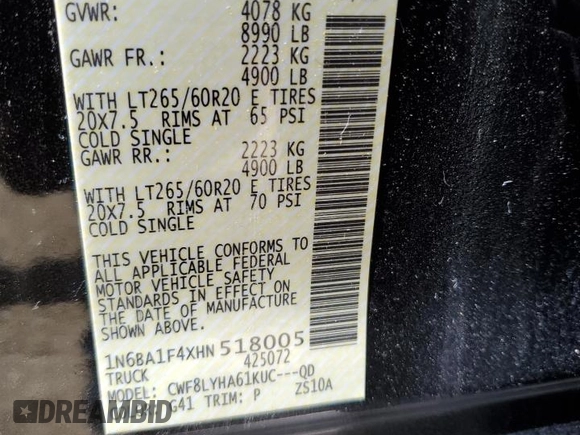 GVWR: 4078 KG
8990 LB
GAWR FR.: 2223 KG
4900 LB
WITH LT265/60R20 E TIRES
20X7.5 RIMS AT 65 PSI
COLD SINGLE
GAWR RR.: 2223 KG
4900 LB
WITH LT265/60R20 E TIRES
20X7.5 RIMS AT 70 PSI
COLD SINGLE
THIS VEHICLE CONFORMS TO
ALL APPLICABLE FEDERAL
MOTOR VEHICLE SAFETY
STANDARDS IN EFFECT ON
THE DATE OF MANUFACTURE
SHOWN ABOVE.
1N6BA1F4XHN518005
TRUCK 425072
MODEL: CWF8LYHA61KUC---QD
G41 TRIM: P ZS10A
DREAMBID